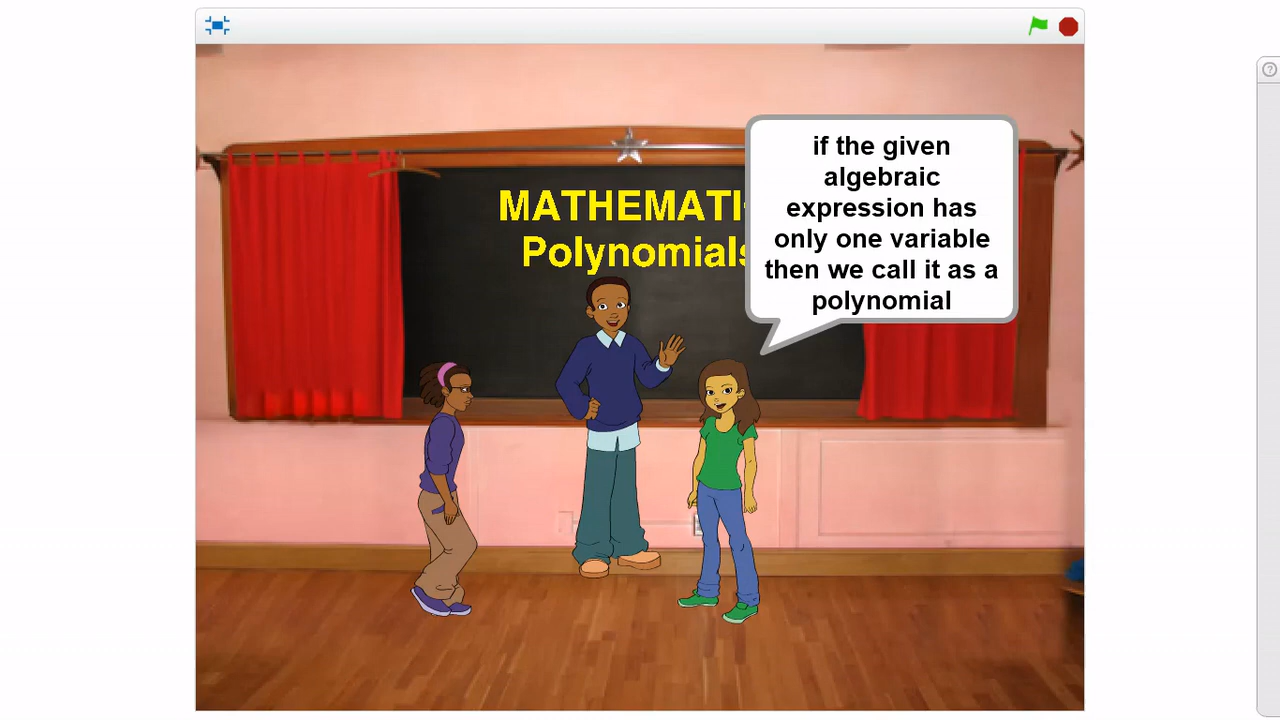 MATHEMATI
Polynomials
if the given
algebraic
expression has
only one variable
then we call it as a
polynomial
?